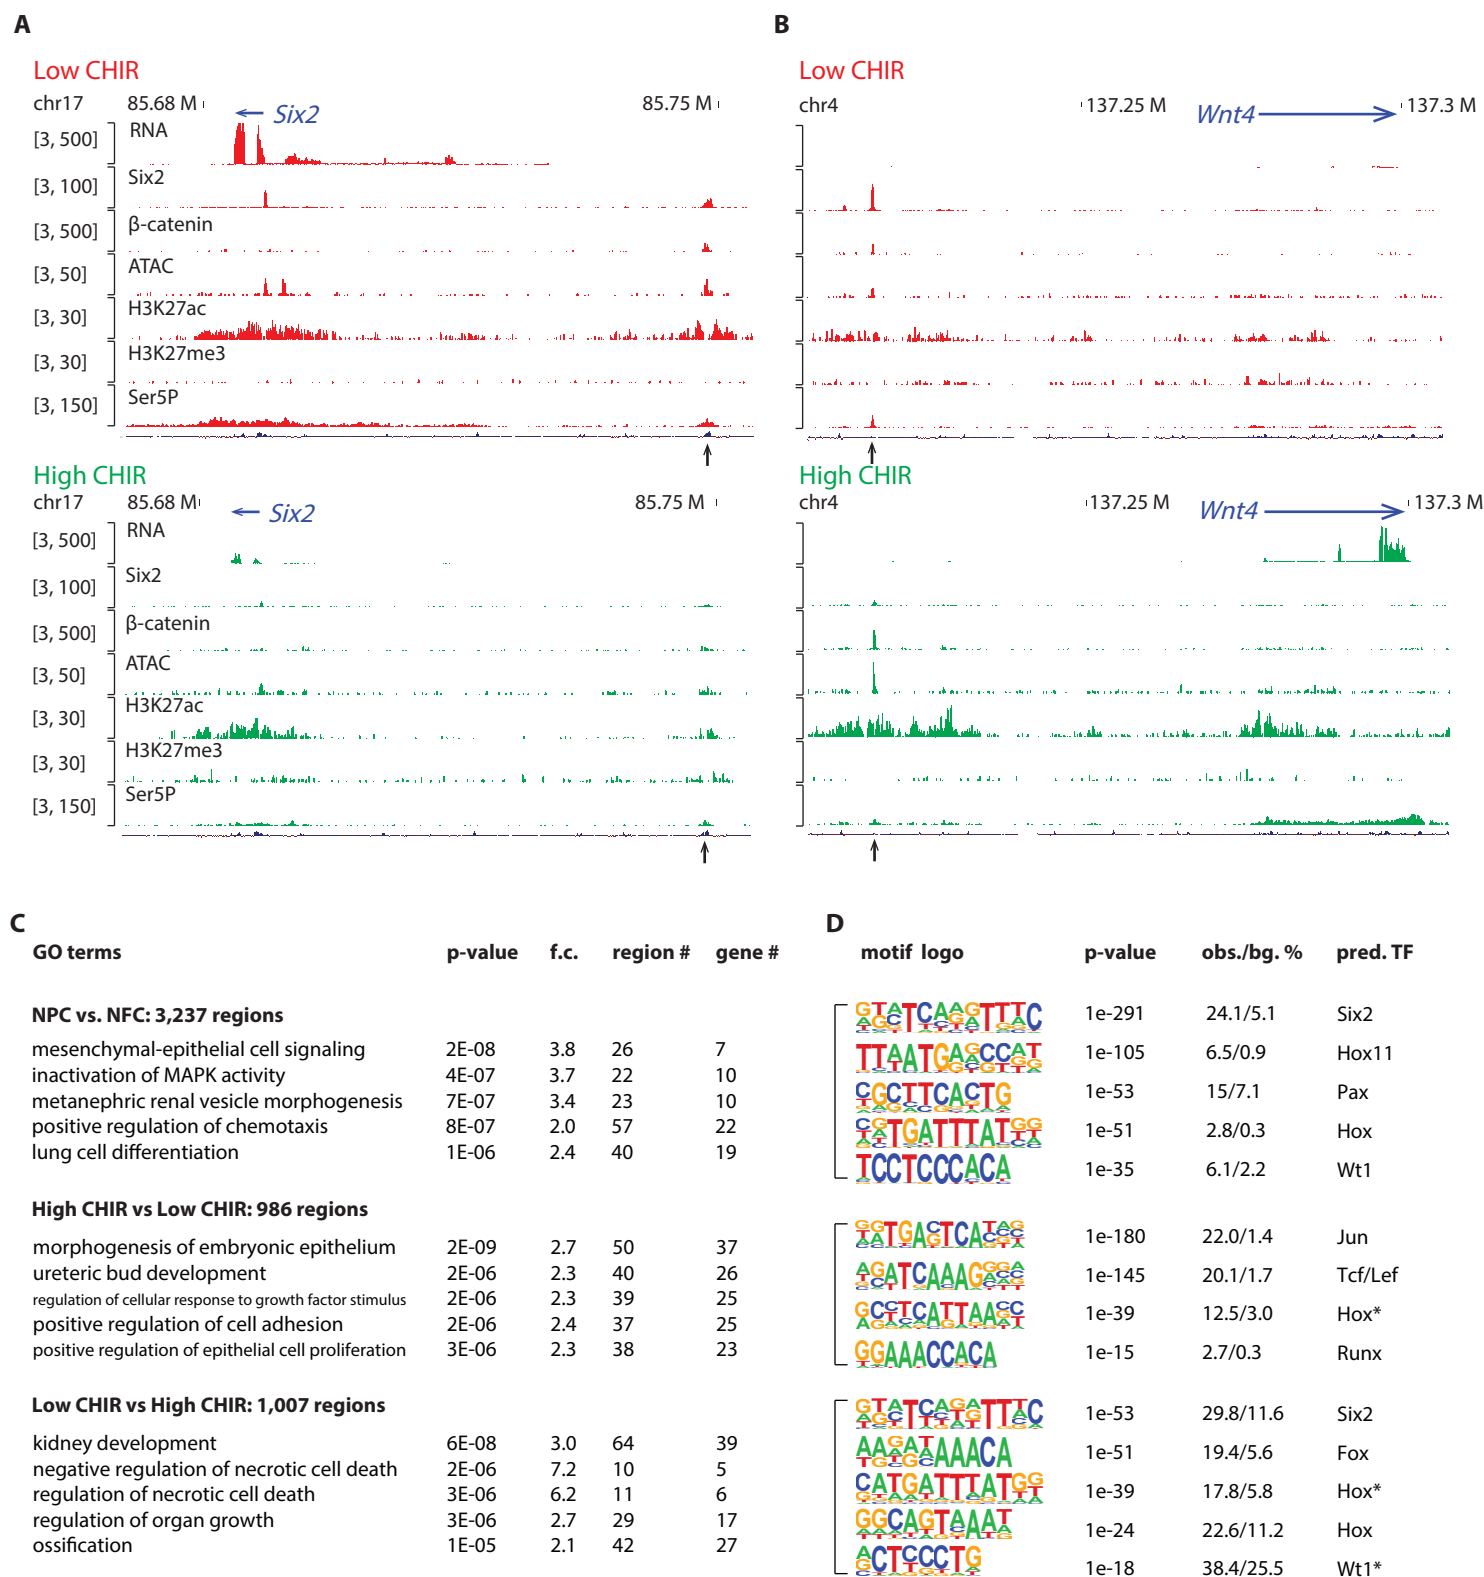 A
Low CHIR
chr17 85.68 M 85.75 M
Six2
[3, 500] RNA
[3, 100] Six2
[3, 500] β-catenin
[3, 50] ATAC
[3, 30] H3K27ac
[3, 30] H3K27me3
[3, 150] Ser5P
High CHIR
chr17 85.68 M 85.75 M
Six2
[3, 500] RNA
[3, 100] Six2
[3, 500] β-catenin
[3, 50] ATAC
[3, 30] H3K27ac
[3, 30] H3K27me3
[3, 150] Ser5P
B
Low CHIR
chr4 137.25 M 137.3 M
Wnt4
High CHIR
chr4 137.25 M 137.3 M
Wnt4
C
GO terms p-value f.c. region # gene #
NPC vs. NFC: 3,237 regions
mesenchymal-epithelial cell signaling 2E-08 3.8 26 7
inactivation of MAPK activity 4E-07 3.7 22 10
metanephric renal vesicle morphogenesis 7E-07 3.4 23 10
positive regulation of chemotaxis 8E-07 2.0 57 22
lung cell differentiation 1E-06 2.4 40 19
High CHIR vs Low CHIR: 986 regions
morphogenesis of embryonic epithelium 2E-09 2.7 50 37
ureteric bud development 2E-06 2.3 40 26
regulation of cellular response to growth factor stimulus 2E-06 2.3 39 25
positive regulation of cell adhesion 2E-06 2.4 37 25
positive regulation of epithelial cell proliferation 3E-06 2.3 38 23
Low CHIR vs High CHIR: 1,007 regions
kidney development 6E-08 3.0 64 39
negative regulation of necrotic cell death 2E-06 7.2 10 5
regulation of necrotic cell death 3E-06 6.2 11 6
regulation of organ growth 3E-06 2.7 29 17
ossification 1E-05 2.1 42 27
D
motif logo p-value obs./bg. % pred. TF
GTATCAAGTTTC 1e-291 24.1/5.1 Six2
TTAATGAGCCAT 1e-105 6.5/0.9 Hox11
CGCTTCACTG 1e-53 15/7.1 Pax
CGTGATTTATGG 1e-51 2.8/0.3 Hox
TCCTCCCACA 1e-35 6.1/2.2 Wt1
GGTGACTCATAG 1e-180 22.0/1.4 Jun
AGATCAAAGGGA 1e-145 20.1/1.7 Tcf/Lef
GCCTCATTAACC 1e-39 12.5/3.0 Hox*
GGAAACCACA 1e-15 2.7/0.3 Runx
GTATCAGATTTC 1e-53 29.8/11.6 Six2
AAGATAAACA 1e-51 19.4/5.6 Fox
CATGATTTATGG 1e-39 17.8/5.8 Hox*
GGCAGTAAAT 1e-24 22.6/11.2 Hox
ACTCCCTG 1e-18 38.4/25.5 Wt1*